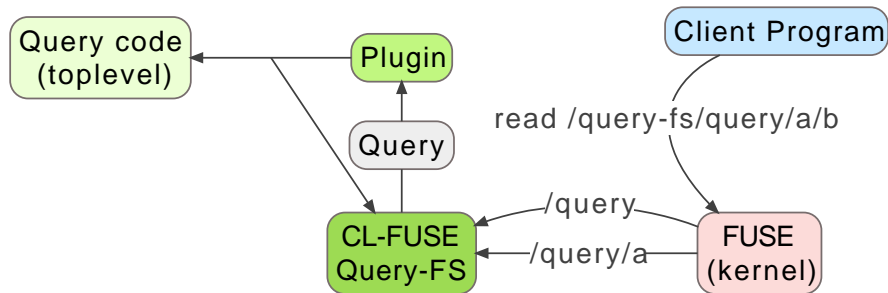 Query code
(toplevel)
Plugin
Client Program
read /query-fs/query/a/b
Query
/query
CL-FUSE
Query-FS
/query/a
FUSE
(kernel)